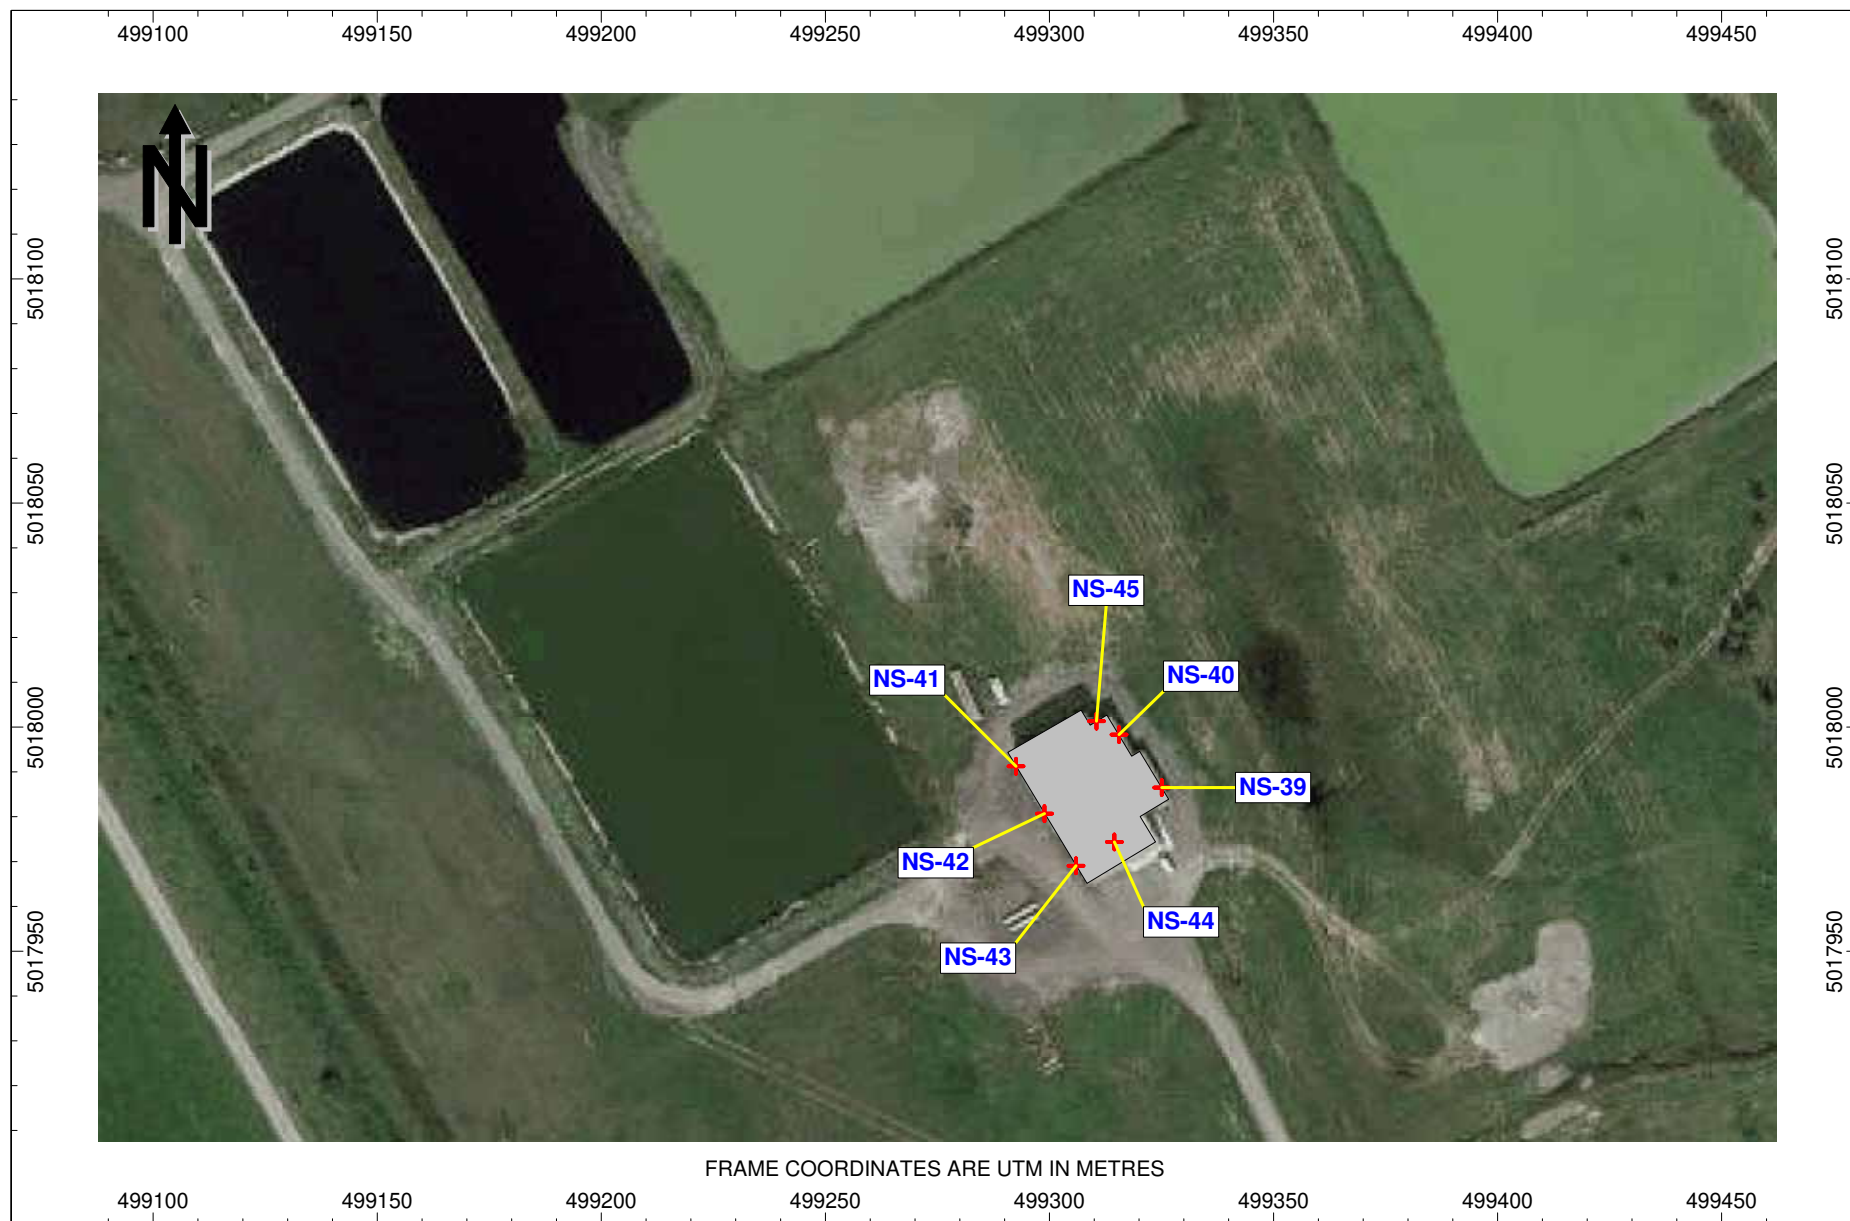 499100 499150 499200 499250 499300 499350 499400 499450
N
5018100 5018100
5018050 5018050
NS-45
NS-41
NS-40
5018000 5018000
NS-39
NS-42
NS-44
NS-43
5017950 5017950
FRAME COORDINATES ARE UTM IN METRES
499100 499150 499200 499250 499300 499350 499400 499450